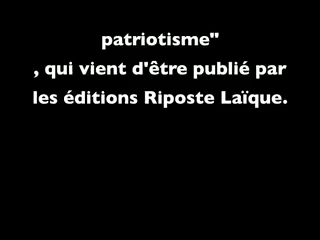 patriotisme"
, qui vient d'être publié par
les éditions Riposte Laïque.